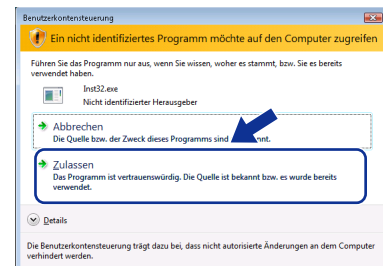 Benutzerkontensteuerung
Ein nicht identifiziertes Programm möchte auf den Computer zugreifen
Führen Sie das Programm nur aus, wenn Sie wissen, woher es stammt, bzw. Sie es bereits
verwendet haben.
Inst32.exe
Nicht identifizierter Herausgeber
Abbrechen
Die Quelle bzw. der Zweck dieses Programms sind
Zulassen
Das Programm ist vertrauenswürdig. Die Quelle ist bekannt bzw. es wurde bereits
verwendet.
Details
Die Benutzerkontensteuerung trägt dazu bei, dass nicht autorisierte Änderungen an dem Computer
verhindert werden.